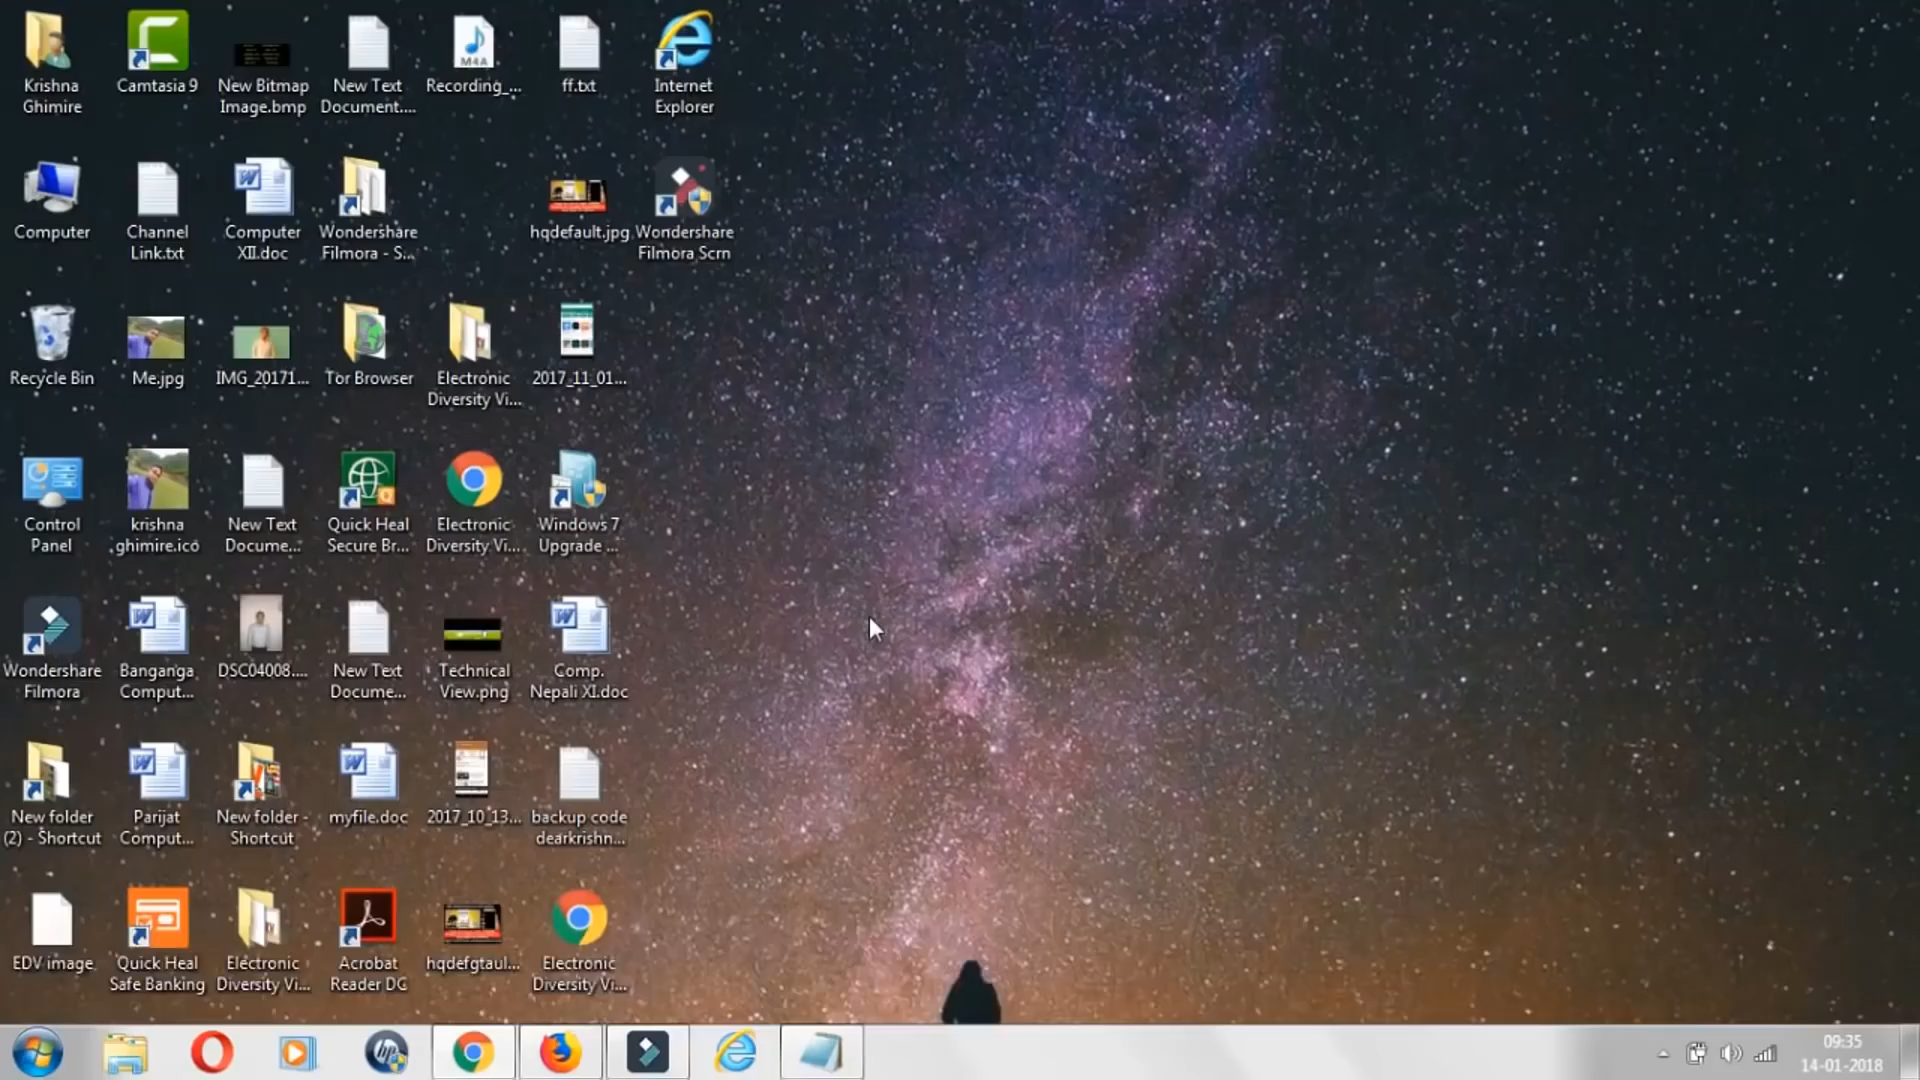 Krishna
Ghimire
Camtasia 9
New Bitmap
Image.bmp
New Text
Document....
M4A
Recording_...
ff.txt
Internet
Explorer
Computer
Channel
Link.txt
Computer
XII.doc
Wondershare
Filmora - S...
hqdefault.jpg
Wondershare
Filmora Scrn
Recycle Bin
Me.jpg
IMG_20171...
Tor Browser
Electronic
Diversity Vi...
2017_11_01...
Control
Panel
krishna
ghimire.ico
New Text
Docume...
Quick Heal
Secure Br...
Electronic
Diversity Vi...
Windows 7
Upgrade ...
Wondershare
Filmora
Banganga
Comput...
DSC04008....
New Text
Docume...
Technical
View.png
Comp.
Nepali XI.doc
New folder
(2) - Shortcut
Parijat
Comput...
New folder -
Shortcut
myfile.doc
2017_10_13...
backup code
dearkrishn...
EDV image
Quick Heal
Safe Banking
Electronic
Diversity Vi...
Acrobat
Reader DC
hqdefgtaul...
Electronic
Diversity Vi...
hp
09:35
14-01-2018